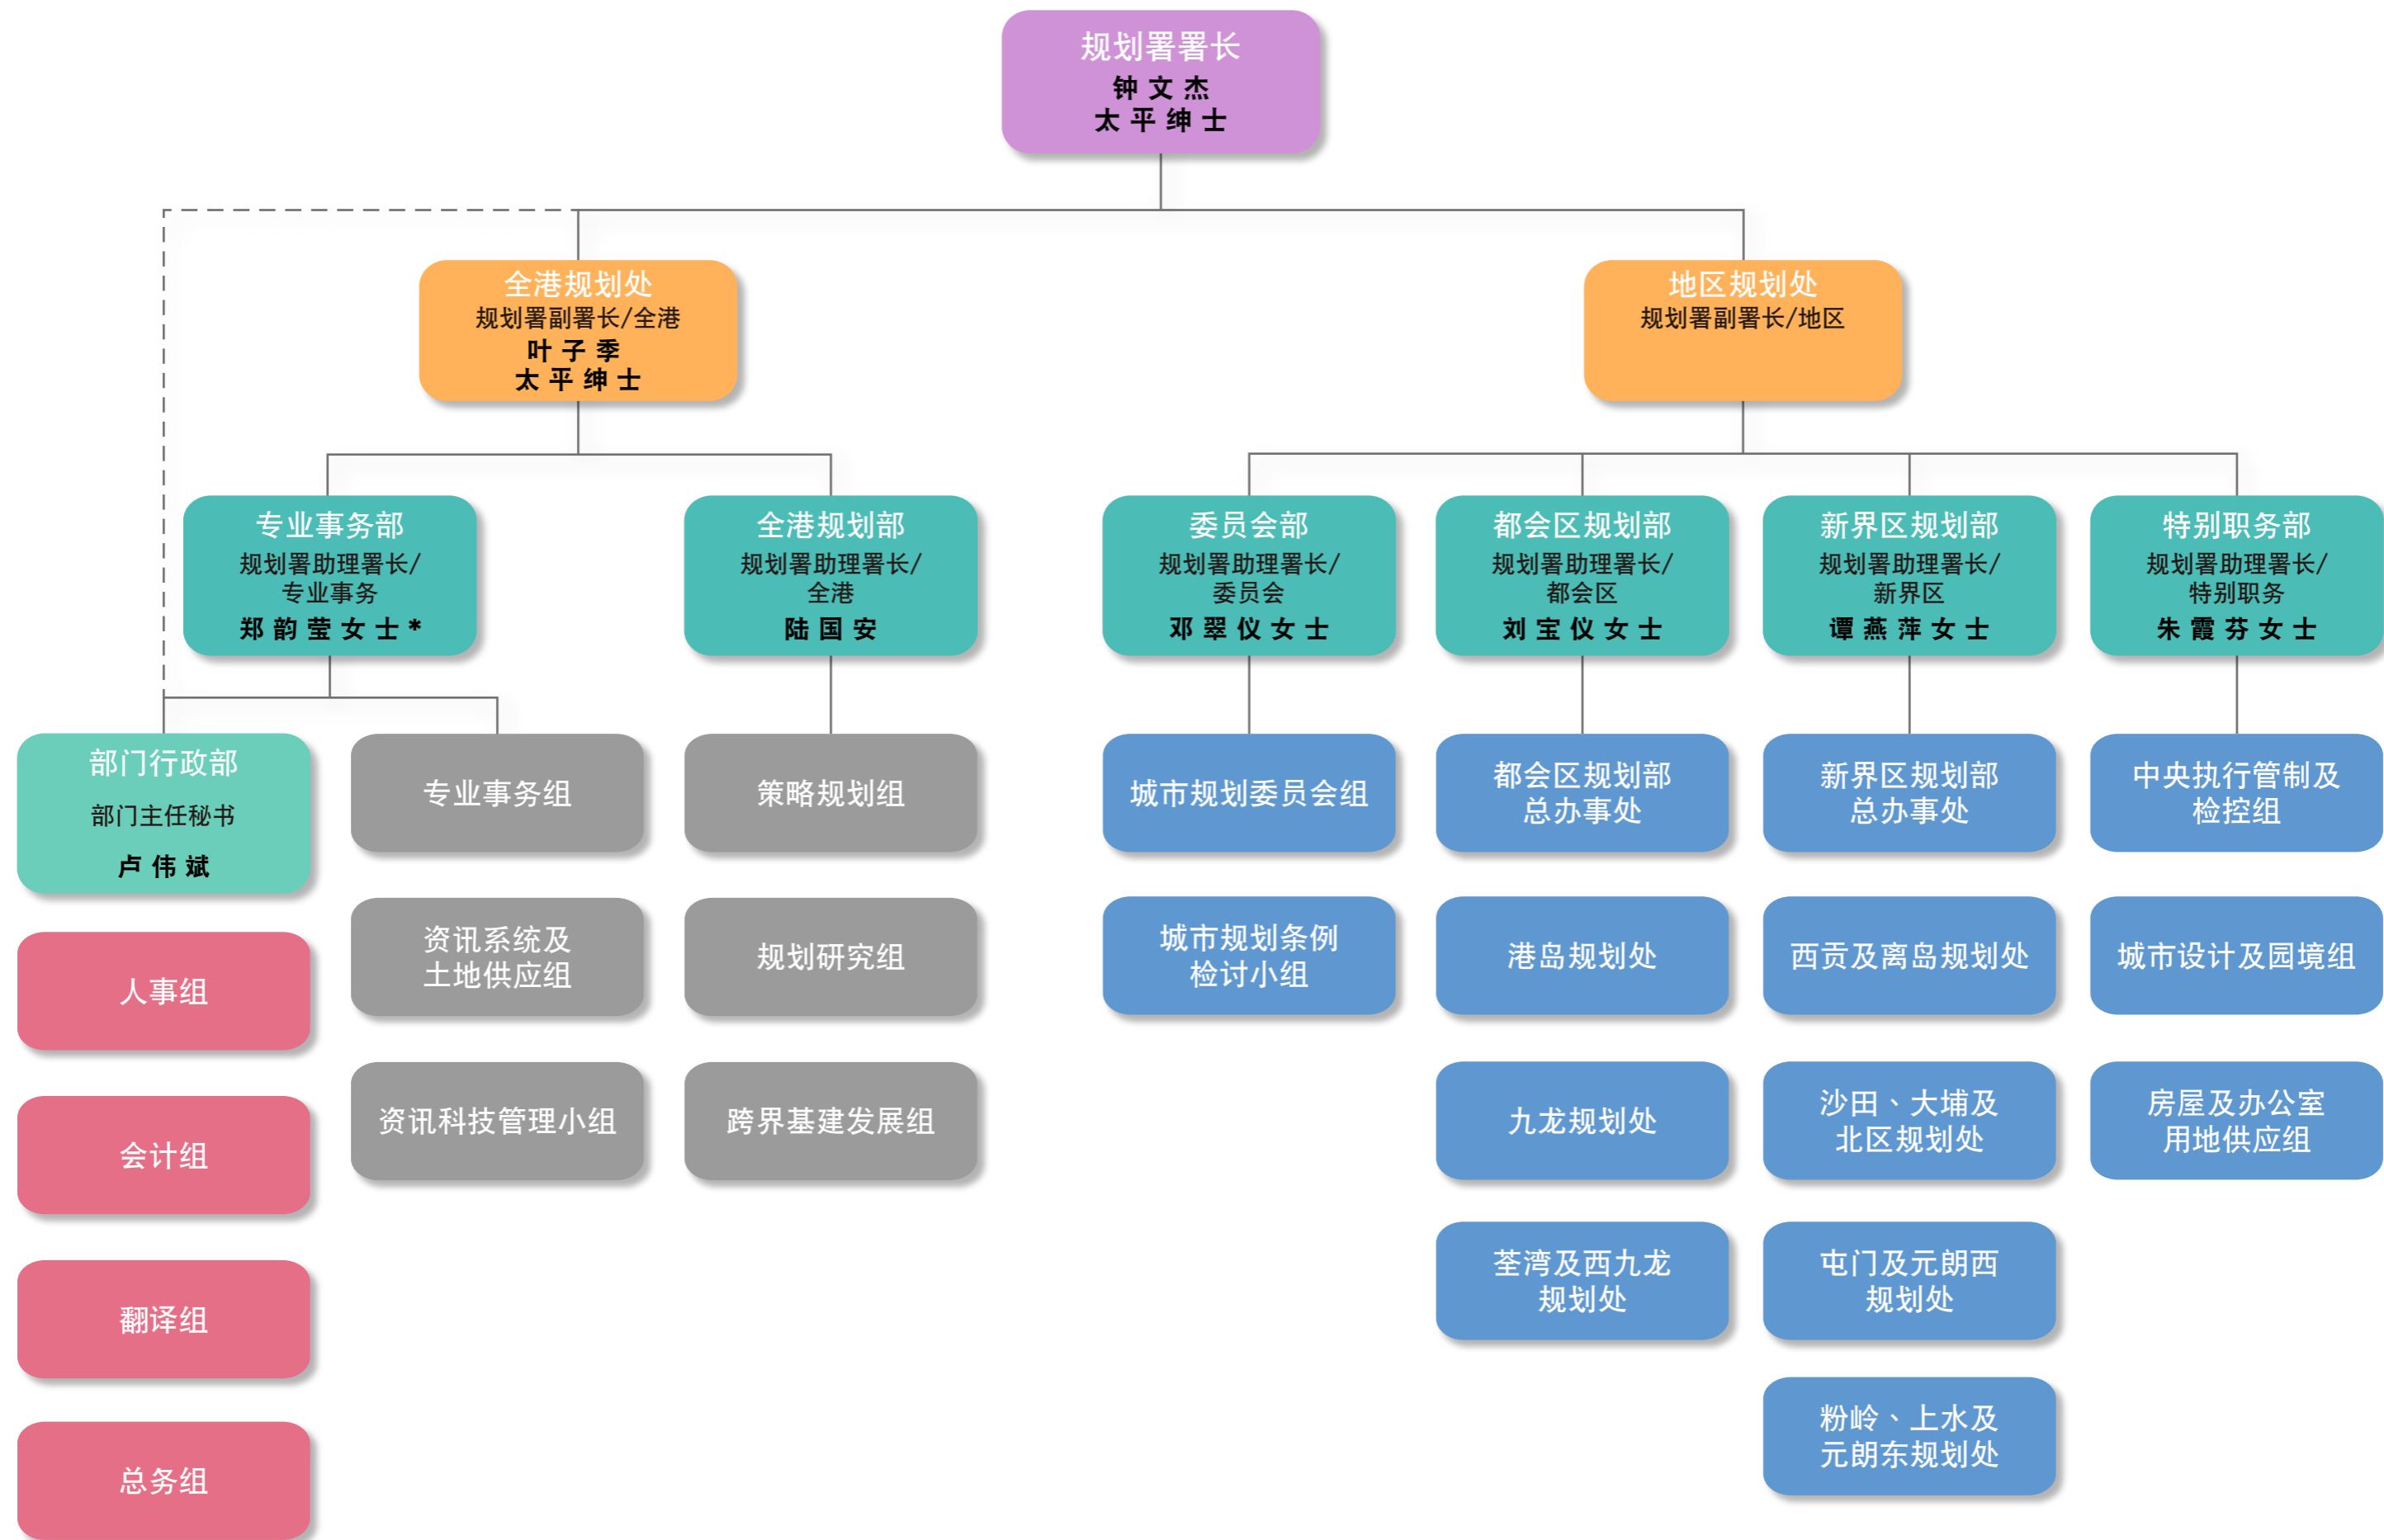 规划署署长
钟文杰
太平绅士
全港规划处
规划署副署长/全港
叶子季
太平绅士
地区规划处
规划署副署长/地区
专业事务部
规划署助理署长/
专业事务
郑韵莹女士*
全港规划部
规划署助理署长/
全港
陆国安
委员会部
规划署助理署长/
委员会
邓翠仪女士
都会区规划部
规划署助理署长/
都会区
刘宝仪女士
新界区规划部
规划署助理署长/
新界区
谭燕萍女士
特别职务部
规划署助理署长/
特别职务
朱霞芬女士
部门行政部
部门主任秘书
卢伟斌
人事组
会计组
翻译组
总务组
专业事务组
资讯系统及
土地供应组
资讯科技管理小组
策略规划组
规划研究组
跨界基建发展组
城市规划委员会组
城市规划条例
检讨小组
都会区规划部
总办事处
港岛规划处
九龙规划处
荃湾及西九龙
规划处
新界区规划部
总办事处
西贡及离岛规划处
沙田、大埔及
北区规划处
屯门及元朗西
规划处
粉岭、上水及
元朗东规划处
中央执行管制及
检控组
城市设计及园境组
房屋及办公室
用地供应组